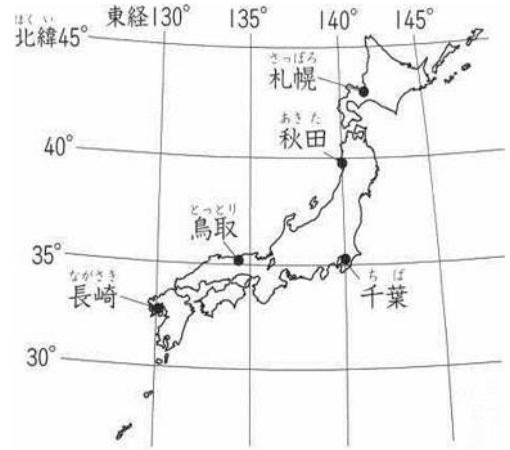 ほくい
北緯45° 東経130° 135° 140° 145°
さっぽろ
札幌
あきた
秋田
40°
とっとり
鳥取
35°
ながさき
長崎
ちば
千葉
30°